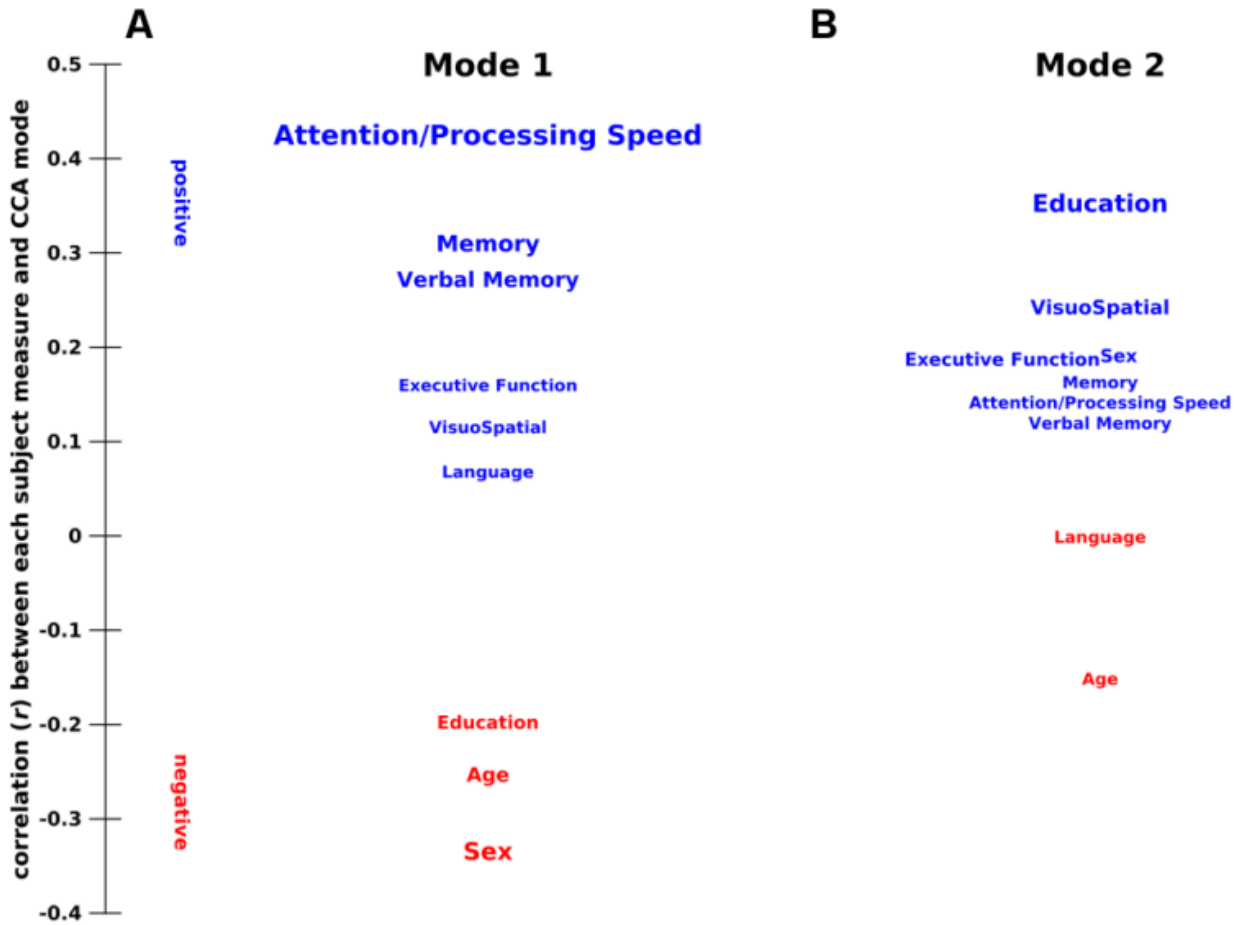 A
B
Mode 1
Mode 2
correlation (r) between each subject measure and CCA mode
0.5
0.4
0.3
0.2
0.1
0
-0.1
-0.2
-0.3
-0.4
positive
negative
Attention/Processing Speed
Memory
Verbal Memory
Executive Function
VisuoSpatial
Language
Education
Age
Sex
Education
VisuoSpatial
Executive Function Sex
Memory
Attention/Processing Speed
Verbal Memory
Language
Age